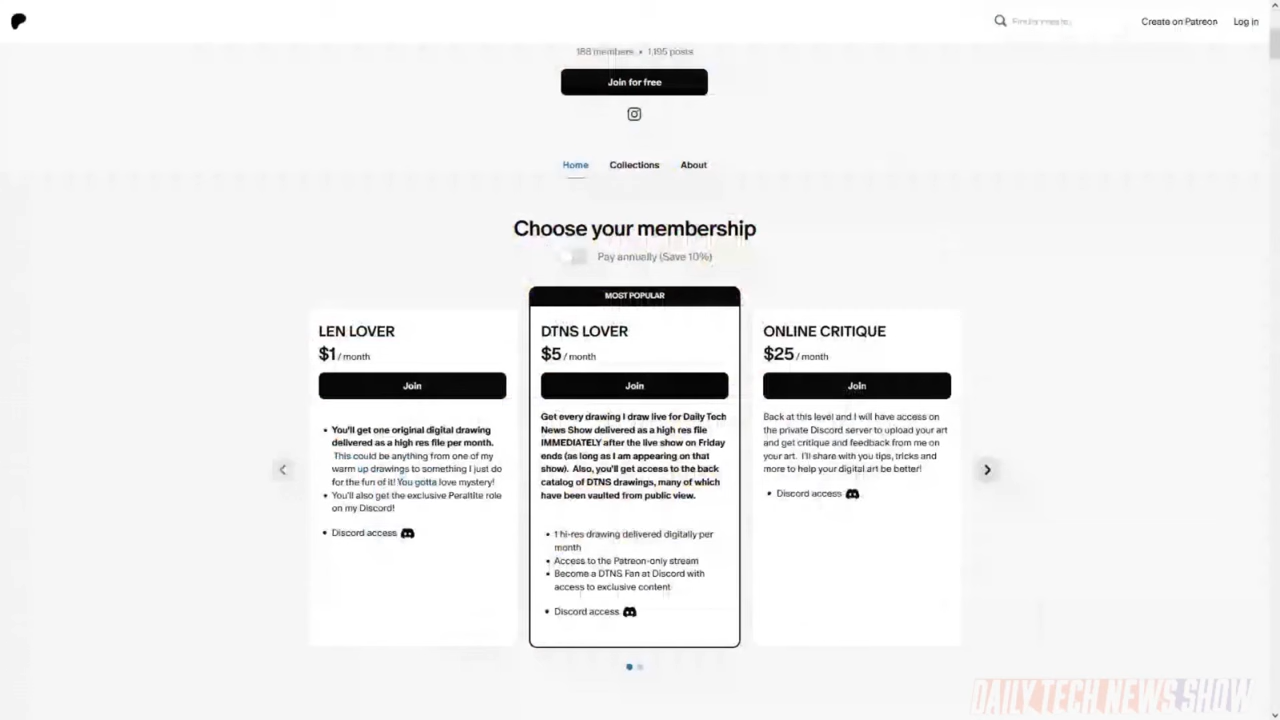 Create on Patreon
Log in
188 members • 1,195 posts
Join for free
Home
Collections
About
Choose your membership
Pay annually (Save 10%)
LEN LOVER
$1 / month
Join
• You'll get one original digital drawing
delivered as a high res file per month.
This could be anything from one of my
warm up drawings to something I just do
for the fun of it! You gotta love mystery!
• You'll also get the exclusive Peraltite role
on my Discord!
• Discord access
MOST POPULAR
DTNS LOVER
$5 / month
Join
Get every drawing I draw live for Daily Tech
News Show delivered as a high res file
IMMEDIATELY after the live show on Friday
ends (as long as I am appearing on that
show). Also, you'll get access to the back
catalog of DTNS drawings, many of which
have been vaulted from public view.
• 1 hi-res drawing delivered digitally per
month
• Access to the Patreon-only stream
• Become a DTNS Fan at Discord with
access to exclusive content
• Discord access
ONLINE CRITIQUE
$25 / month
Join
Back at this level and I will have access on
the private Discord server to upload your art
and get critique and feedback from me on
your art. I'll share with you tips, tricks and
more to help your digital art be better!
• Discord access
DAILY TECH NEWS SHOW